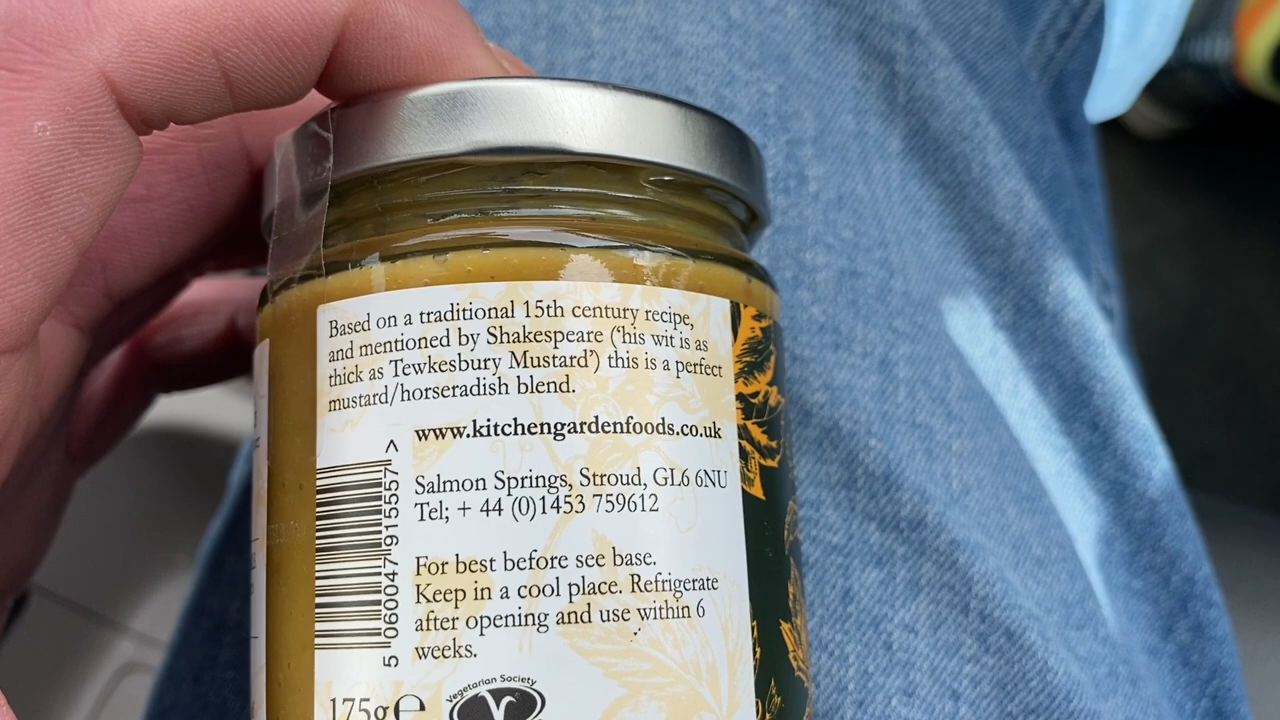 Based on a traditional 15th century recipe,
and mentioned by Shakespeare (‘his wit is as
thick as Tewkesbury Mustard’) this is a perfect
mustard/horseradish blend.
www.kitchengardenfoods.co.uk
Salmon Springs, Stroud, GL6 6NU
Tel; + 44 (0)1453 759612
For best before see base.
Keep in a cool place. Refrigerate
after opening and use within 6
weeks.
5 060047 915557 >
175g℮
Vegetarian Society
V